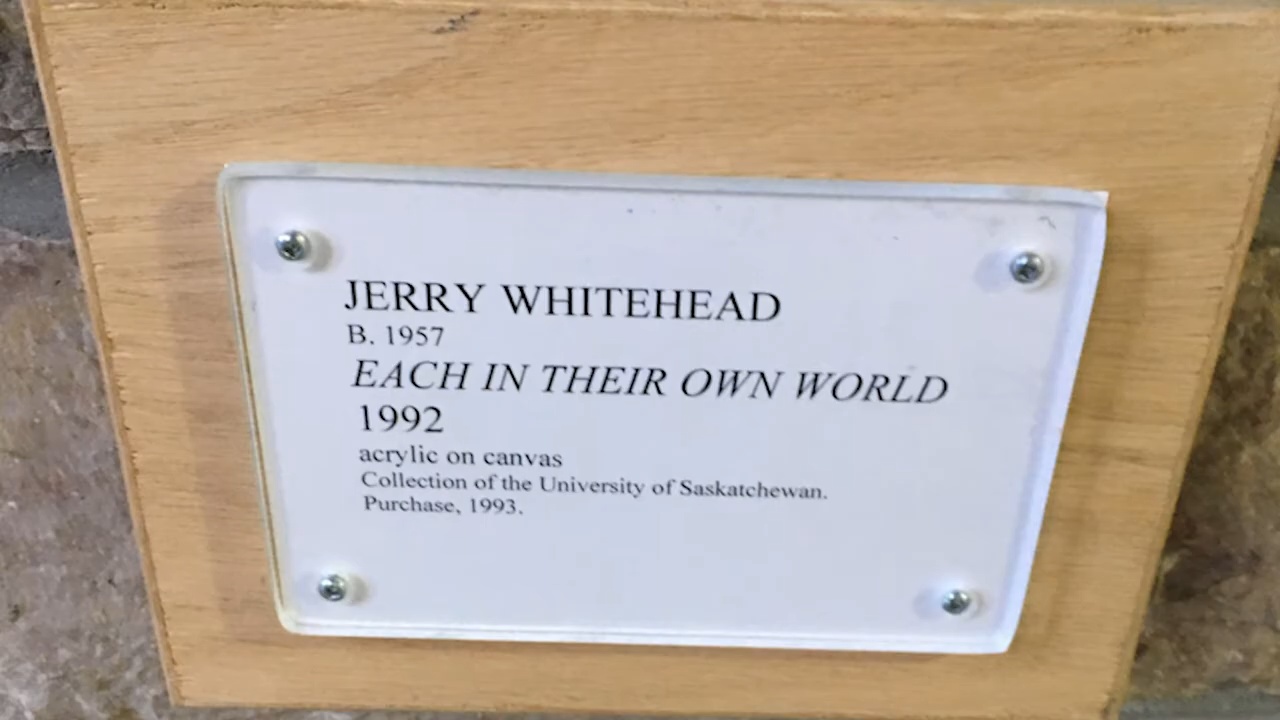 JERRY WHITEHEAD
B. 1957
EACH IN THEIR OWN WORLD
1992
acrylic on canvas
Collection of the University of Saskatchewan.
Purchase, 1993.